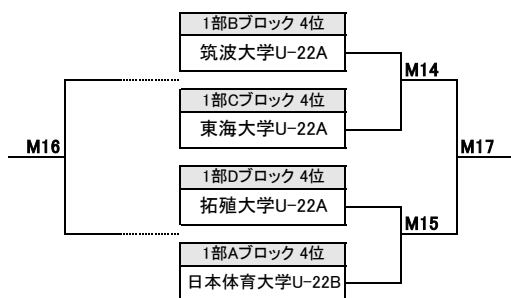 1部Bブロック 4位
筑波大学U-22A
M14
1部Cブロック 4位
東海大学U-22A
M16
M17
1部Dブロック 4位
拓殖大学U-22A
M15
1部Aブロック 4位
日本体育大学U-22B